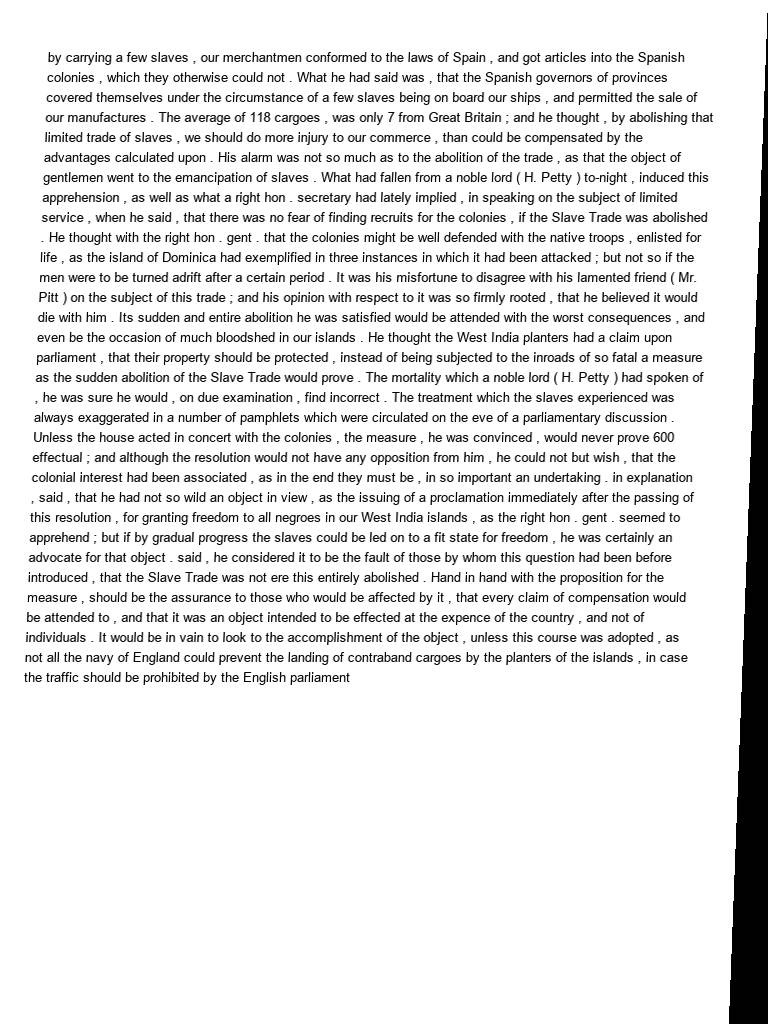 by carrying a few slaves , our merchantmen conformed to the laws of Spain , and got articles into the Spanish
colonies , which they otherwise could not . What he had said was , that the Spanish governors of provinces
covered themselves under the circumstance of a few slaves being on board our ships , and permitted the sale of
our manufactures . The average of 118 cargoes , was only 7 from Great Britain ; and he thought , by abolishing that
limited trade of slaves , we should do more injury to our commerce , than could be compensated by the
advantages calculated upon . His alarm was not so much as to the abolition of the trade , as that the object of
gentlemen went to the emancipation of slaves . What had fallen from a noble lord ( H. Petty ) to-night , induced this
apprehension , as well as what a right hon . secretary had lately implied , in speaking on the subject of limited
service , when he said , that there was no fear of finding recruits for the colonies , if the Slave Trade was abolished
. He thought with the right hon . gent . that the colonies might be well defended with the native troops , enlisted for
life , as the island of Dominica had exemplified in three instances in which it had been attacked ; but not so if the
men were to be turned adrift after a certain period . It was his misfortune to disagree with his lamented friend ( Mr.
Pitt ) on the subject of this trade ; and his opinion with respect to it was so firmly rooted , that he believed it would
die with him . Its sudden and entire abolition he was satisfied would be attended with the worst consequences , and
even be the occasion of much bloodshed in our islands . He thought the West India planters had a claim upon
parliament , that their property should be protected , instead of being subjected to the inroads of so fatal a measure
as the sudden abolition of the Slave Trade would prove . The mortality which a noble lord ( H. Petty ) had spoken of
, he was sure he would , on due examination , find incorrect . The treatment which the slaves experienced was
always exaggerated in a number of pamphlets which were circulated on the eve of a parliamentary discussion .
Unless the house acted in concert with the colonies , the measure , he was convinced , would never prove 600
effectual ; and although the resolution would not have any opposition from him , he could not but wish , that the
colonial interest had been associated , as in the end they must be , in so important an undertaking . in explanation
, said , that he had not so wild an object in view , as the issuing of a proclamation immediately after the passing of
this resolution , for granting freedom to all negroes in our West India islands , as the right hon . gent . seemed to
apprehend ; but if by gradual progress the slaves could be led on to a fit state for freedom , he was certainly an
advocate for that object . said , he considered it to be the fault of those by whom this question had been before
introduced , that the Slave Trade was not ere this entirely abolished . Hand in hand with the proposition for the
measure , should be the assurance to those who would be affected by it , that every claim of compensation would
be attended to , and that it was an object intended to be effected at the expence of the country , and not of
individuals . It would be in vain to look to the accomplishment of the object , unless this course was adopted , as
not all the navy of England could prevent the landing of contraband cargoes by the planters of the islands , in case
the traffic should be prohibited by the English parliament